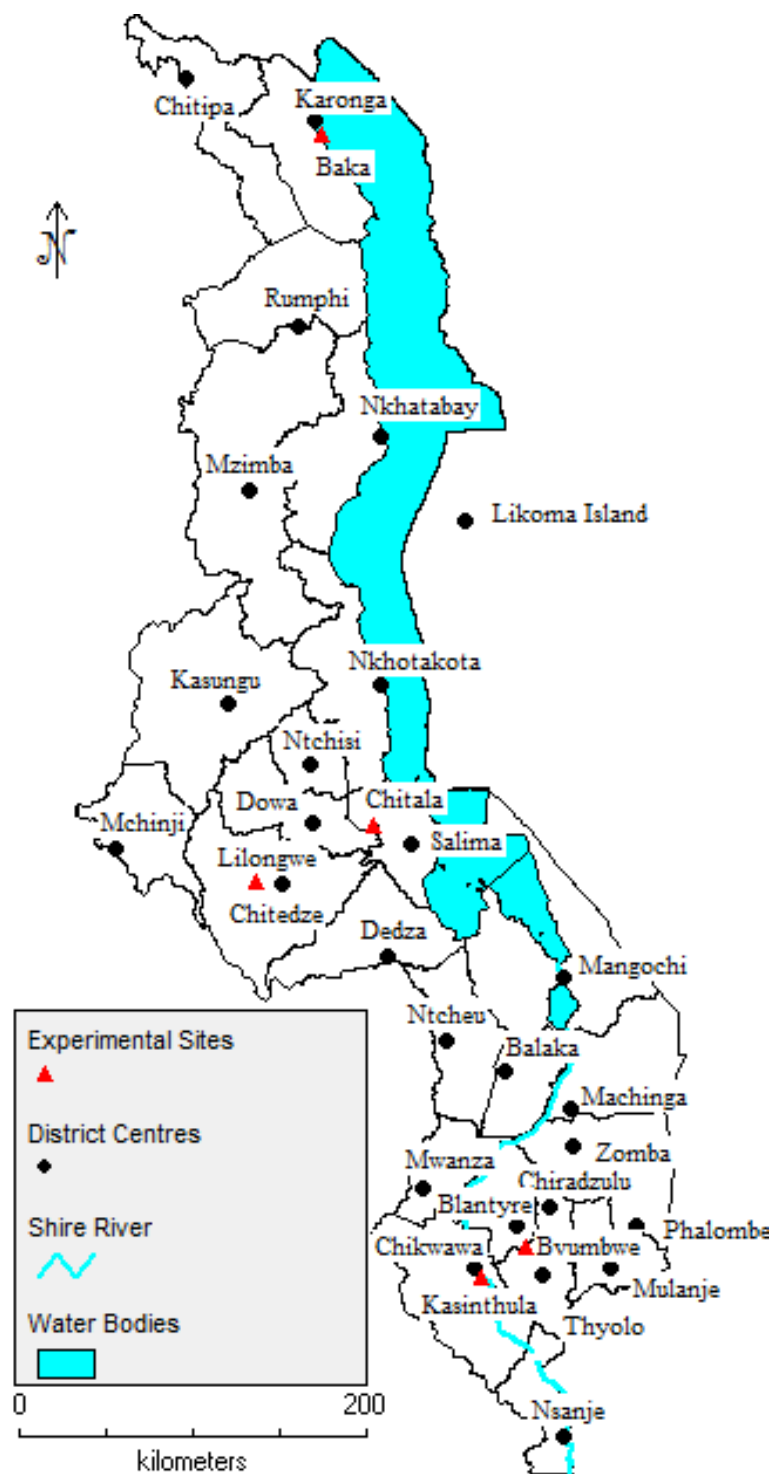 Chitipa
Karonga
Baka
N
Rumphi
Nkhatabay
Mzimba
Likoma Island
Nkhotakota
Kasungu
Ntchisi
Chitala
Dowa
Mchinji
Salima
Lilongwe
Chitedze
Dedza
Mangochi
Ntcheu
Balaka
Machinga
Zomba
Mwanza
Chiradzulu
Blantyre
Phalombe
Chikwawa
Bvumbwe
Mulanje
Kasinthula
Thyolo
Nsanje
Experimental Sites
District Centres
Shire River
Water Bodies
0 200
kilometers